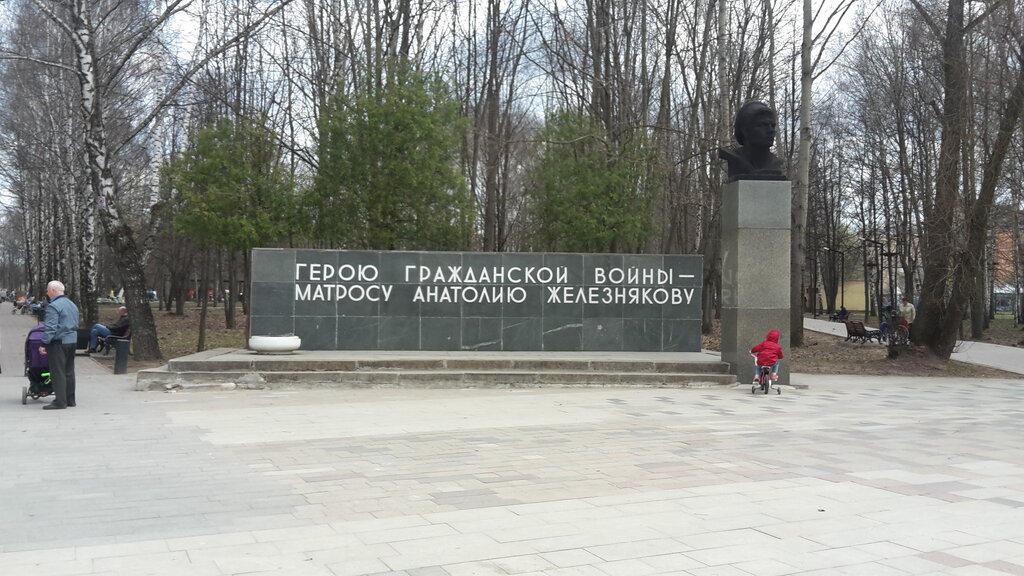 ГЕРОЮ ГРАЖДАНСКОЙ ВОЙНЫ —
МАТРОСУ АНАТОЛИЮ ЖЕЛЕЗНЯКОВУ